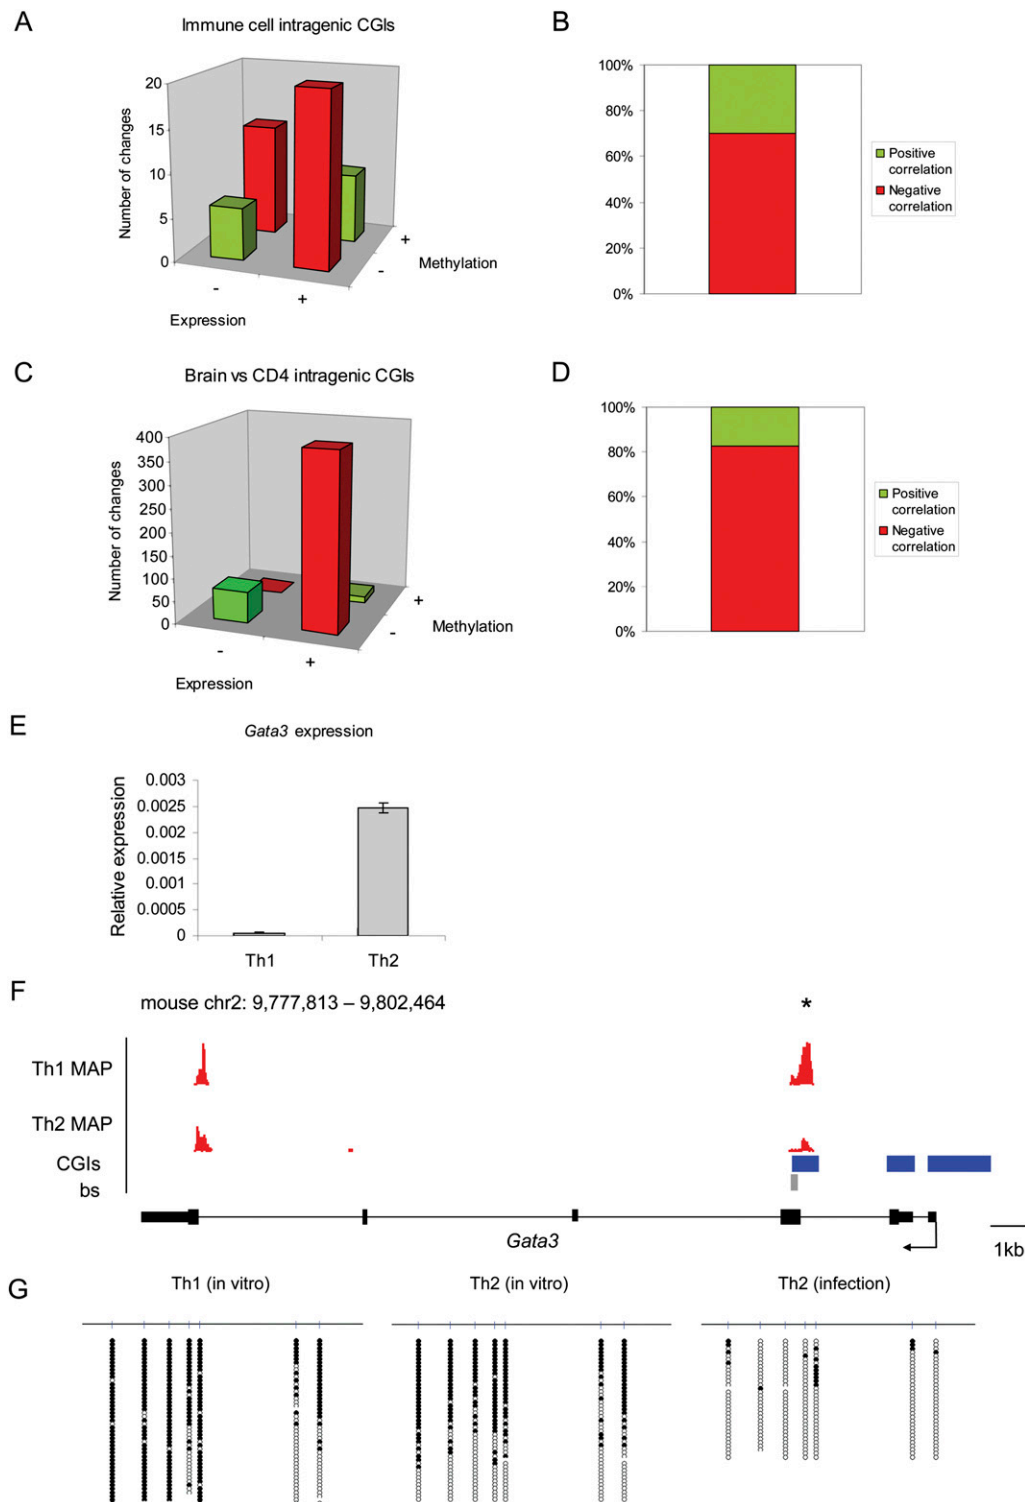 A
Immune cell intragenic CGIs
Number of changes
20
15
10
5
0
-
+
Expression
+
-
Methylation
B
100%
80%
60%
40%
20%
0%
Positive
correlation
Negative
correlation
C
Brain vs CD4 intragenic CGIs
Number of changes
400
350
300
250
200
150
100
50
0
-
+
Expression
+
-
Methylation
D
100%
80%
60%
40%
20%
0%
Positive
correlation
Negative
correlation
E
Gata3 expression
Relative expression
0.003
0.0025
0.002
0.0015
0.001
0.0005
0
Th1
Th2
F
mouse chr2: 9,777,813 – 9,802,464
*
Th1 MAP
Th2 MAP
CGIs
bs
Gata3
1kb
G
Th1 (in vitro)
Th2 (in vitro)
Th2 (infection)